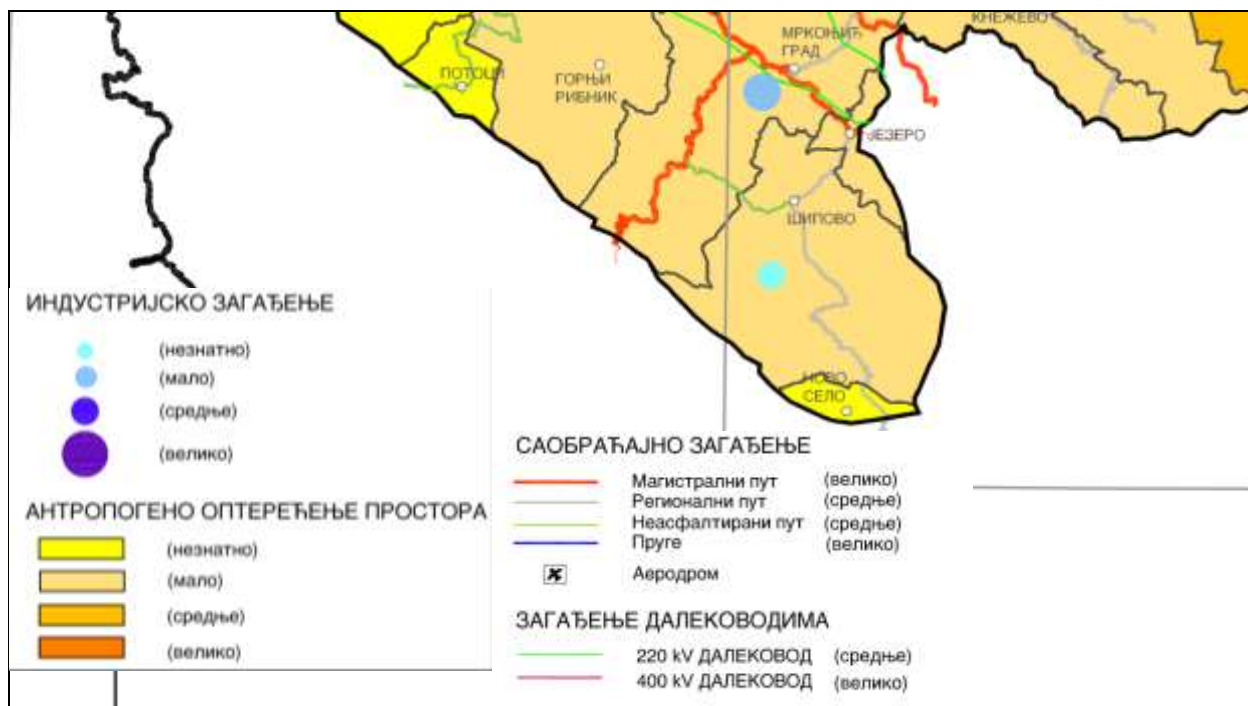 КНЕЖЕВО
МРКОЊИЋ
ГРАД
ПОТОЦИ
ГОРЊИ
РИБНИК
ЈЕЗЕРО
ШИПОВО
НОВО
СЕЛО
ИНДУСТРИЈСКО ЗАГАЂЕЊЕ
(незнатно)
(мало)
(средње)
(велико)
АНТРОПОГЕНО ОПТЕРЕЋЕЊЕ ПРОСТОРА
(незнатно)
(мало)
(средње)
(велико)
САОБРАЋАЈНО ЗАГАЂЕЊЕ
Магистрални пут (велико)
Регионални пут (средње)
Неасфалтирани пут (средње)
Пруге (велико)
Аеродром
ЗАГАЂЕЊЕ ДАЛЕКОВОДИМА
220 kV ДАЛЕКОВОД (средње)
400 kV ДАЛЕКОВОД (велико)